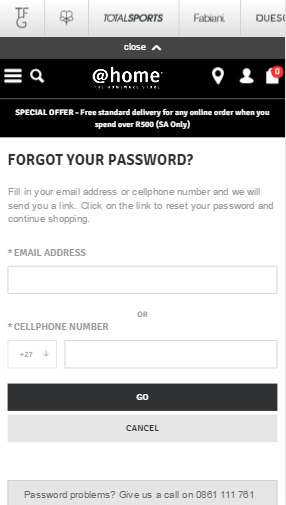 TFG TOTALSPORTS Fabiani. DUESO
close
@home
THE HOMEWARE STORE
0
SPECIAL OFFER - Free standard delivery for any online order when you
spend over R500 (SA Only)
FORGOT YOUR PASSWORD?
Fill in your email address or cellphone number and we will
send you a link. Click on the link to reset your password and
continue shopping.
*EMAIL ADDRESS
OR
*CELLPHONE NUMBER
+27
GO
CANCEL
Password problems? Give us a call on 0861 111 761